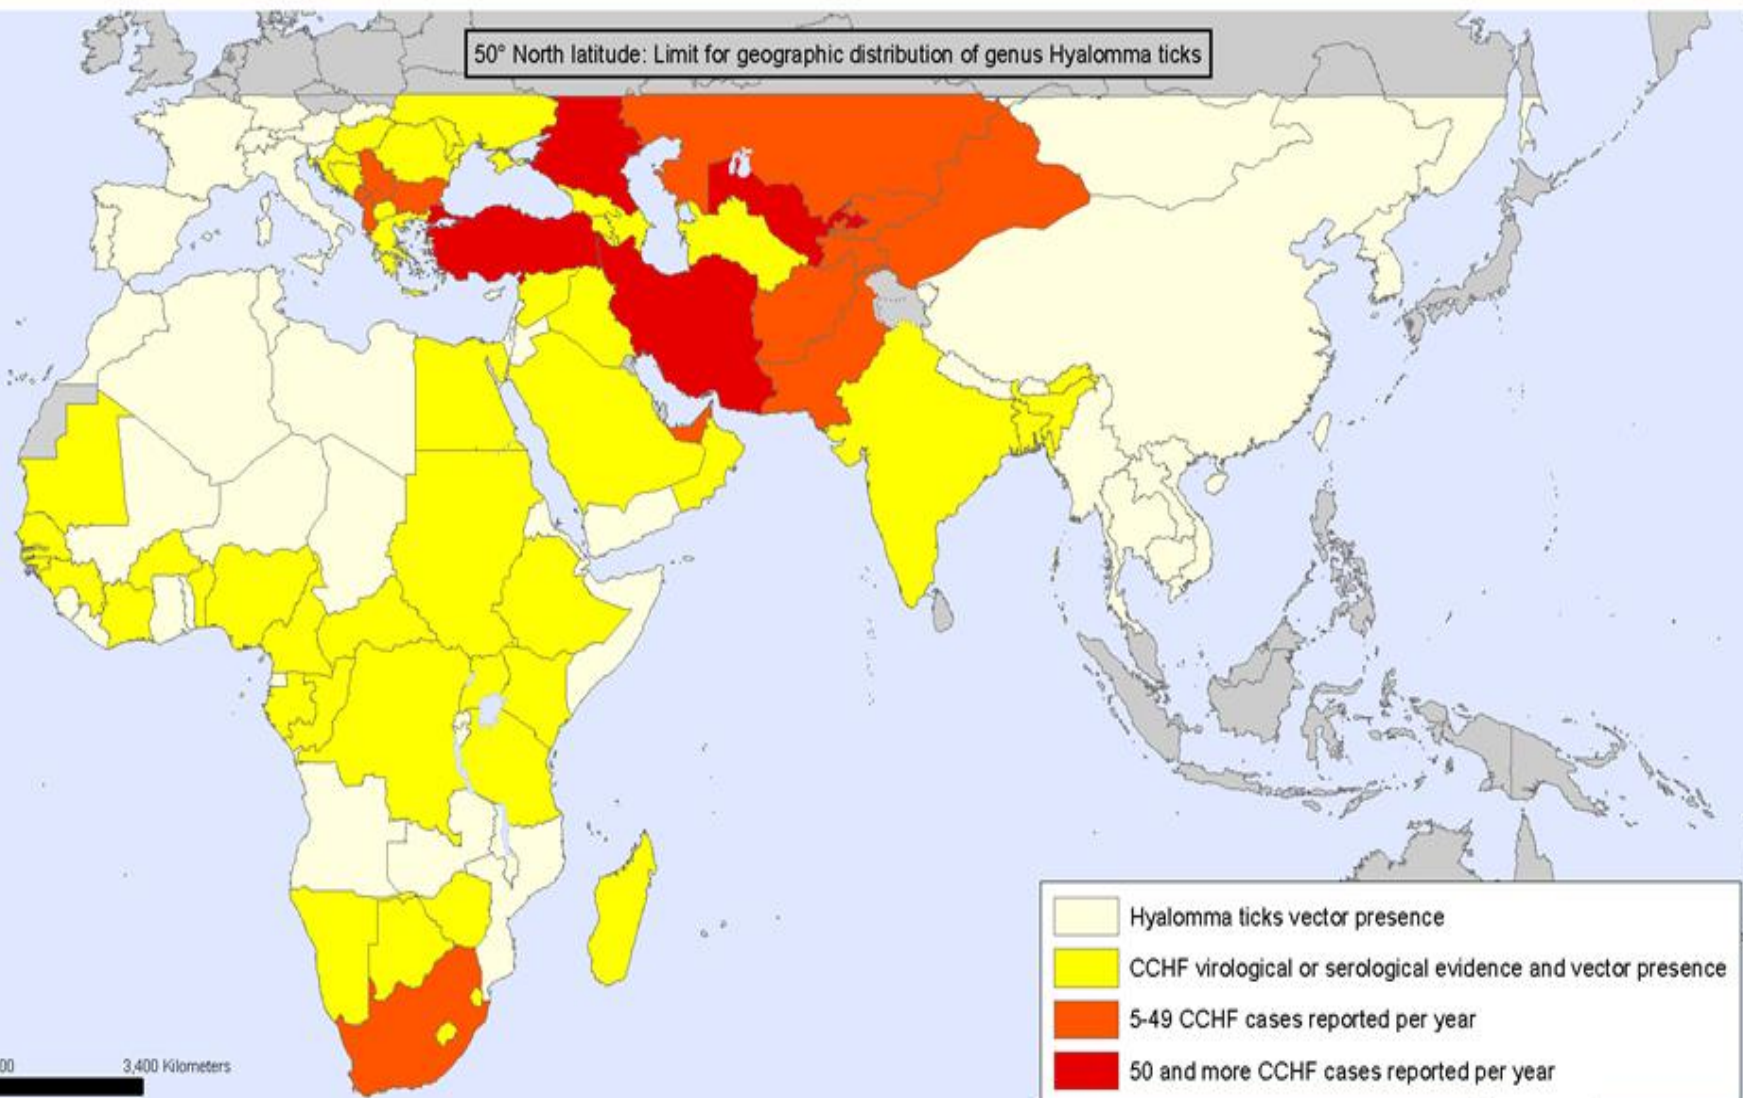 50° North latitude: Limit for geographic distribution of genus Hyalomma ticks
Hyalomma ticks vector presence
CCHF virological or serological evidence and vector presence
5-49 CCHF cases reported per year
50 and more CCHF cases reported per year
00 3,400 Kilometers